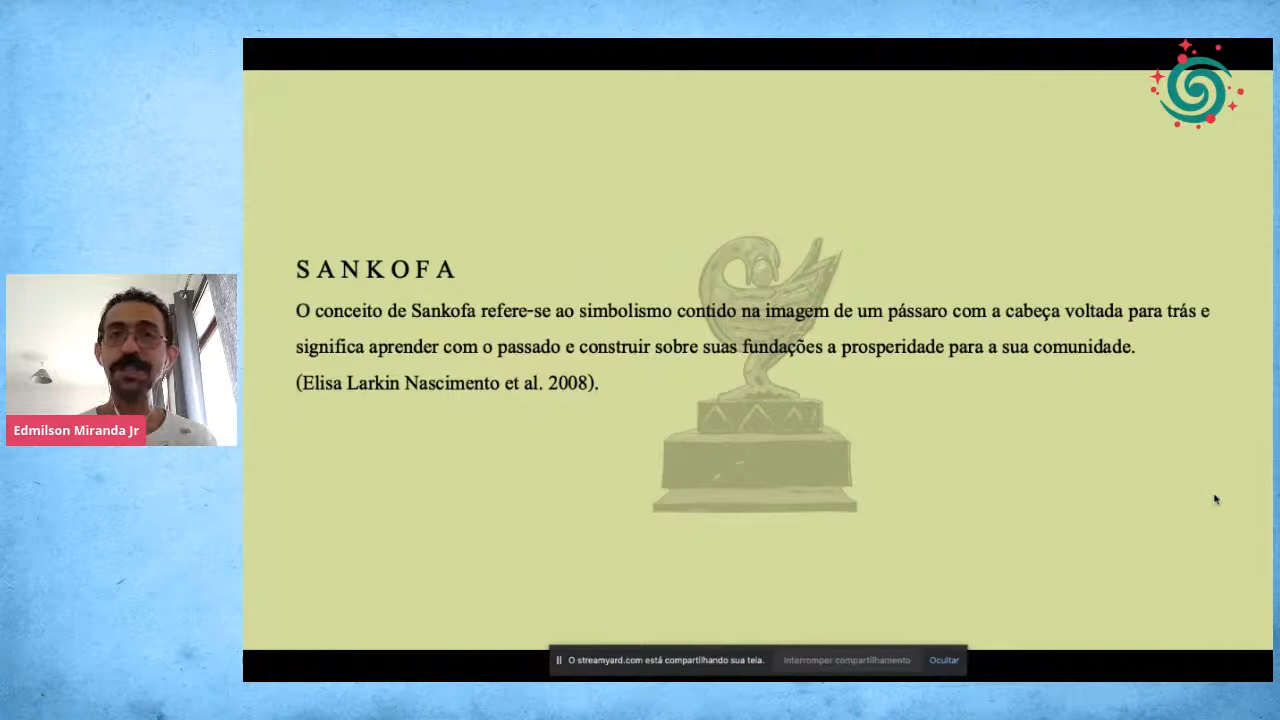 SANKOFA
O conceito de Sankofa refere-se ao simbolismo contido na imagem de um pássaro com a cabeça voltada para trás e
significa aprender com o passado e construir sobre suas fundações a prosperidade para a sua comunidade.
(Elisa Larkin Nascimento et al. 2008).
Edmilson Miranda Jr
O streamyard.com está compartilhando sua tela.
Interromper compartilhamento
Ocultar